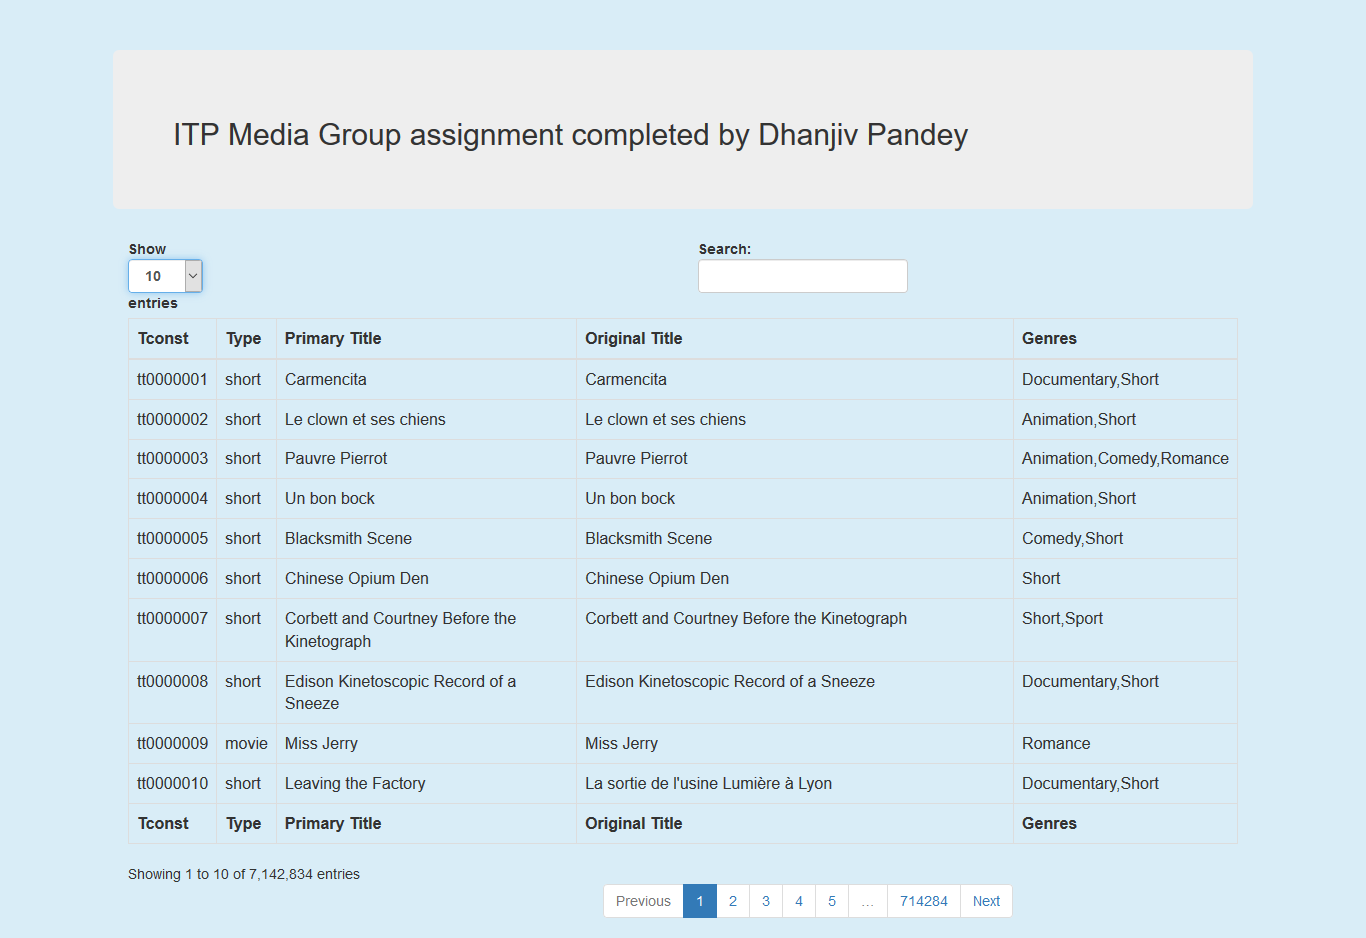 ITP Media Group assignment completed by Dhanjiv Pandey
Show
10
entries
Search:
Tconst Type Primary Title Original Title Genres
tt0000001 short Carmencita Carmencita Documentary,Short
tt0000002 short Le clown et ses chiens Le clown et ses chiens Animation,Short
tt0000003 short Pauvre Pierrot Pauvre Pierrot Animation,Comedy,Romance
tt0000004 short Un bon bock Un bon bock Animation,Short
tt0000005 short Blacksmith Scene Blacksmith Scene Comedy,Short
tt0000006 short Chinese Opium Den Chinese Opium Den Short
tt0000007 short Corbett and Courtney Before the Corbett and Courtney Before the Kinetograph Short,Sport
Kinetograph
tt0000008 short Edison Kinetoscopic Record of a Edison Kinetoscopic Record of a Sneeze Documentary,Short
Sneeze
tt0000009 movie Miss Jerry Miss Jerry Romance
tt0000010 short Leaving the Factory La sortie de l'usine Lumière à Lyon Documentary,Short
Tconst Type Primary Title Original Title Genres
Showing 1 to 10 of 7,142,834 entries
Previous 1 2 3 4 5 … 714284 Next